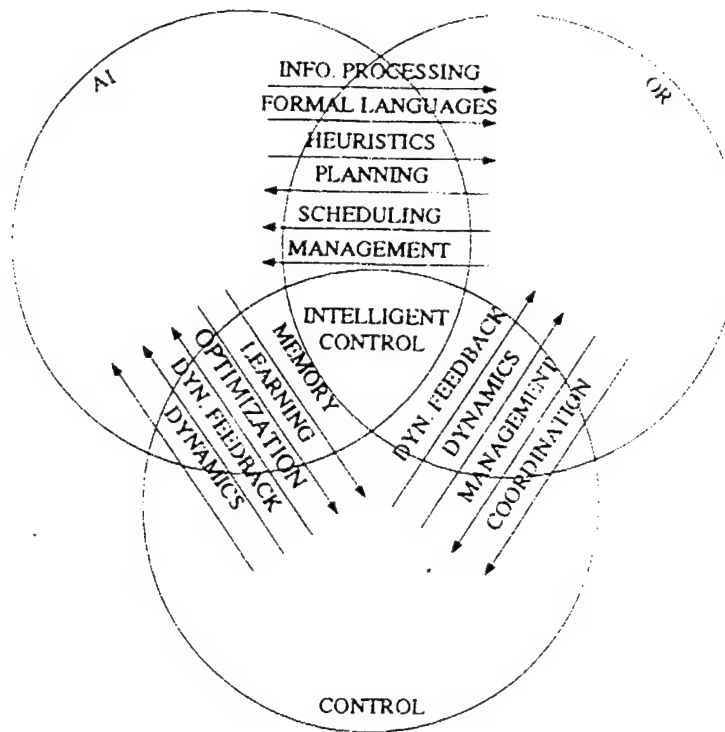 AI
OR
INFO. PROCESSING
FORMAL LANGUAGES
HEURISTICS
PLANNING
SCHEDULING
MANAGEMENT
INTELLIGENT
CONTROL
MEMORY
LEARNING
OPTIMIZATION
DYN. FEEDBACK
DYNAMICS
DYN. FEEDBACK
DYNAMICS
MANAGEMENT
COORDINATION
CONTROL